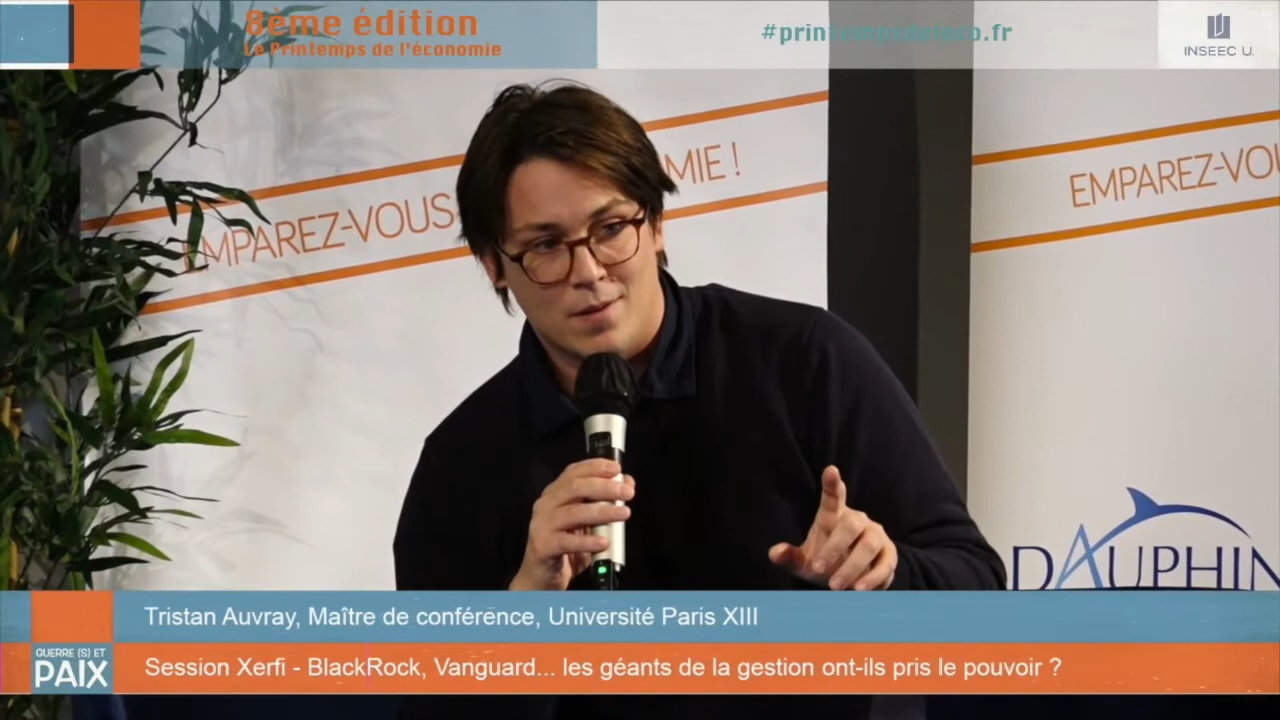 8ème édition
Le Printemps de l'économie
#printempsdeleco.fr
INSEEC U.
EMPAREZ-VOUS
MIE !
EMPAREZ-VOU
DAUPHIN
Tristan Auvray, Maître de conférence, Université Paris XIII
GUERRE (S) ET
PAIX
Session Xerfi - BlackRock, Vanguard... les géants de la gestion ont-ils pris le pouvoir ?